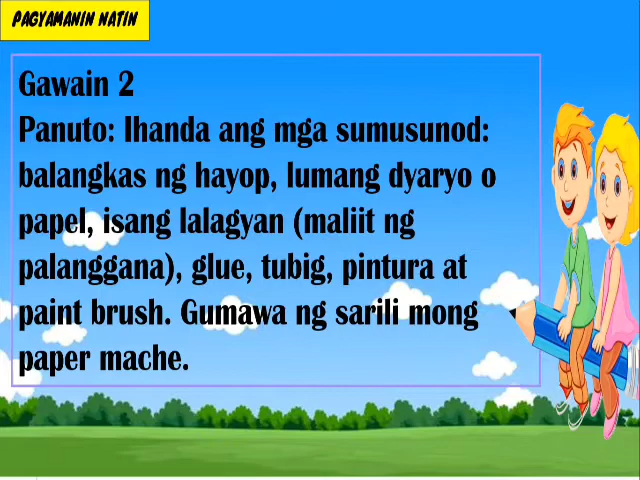 PAGYAMANIN NATIN
Gawain 2
Panuto: Ihanda ang mga sumusunod:
balangkas ng hayop, lumang dyaryo o
papel, isang lalagyan (maliit ng
palanggana), glue, tubig, pintura at
paint brush. Gumawa ng sarili mong
paper mache.